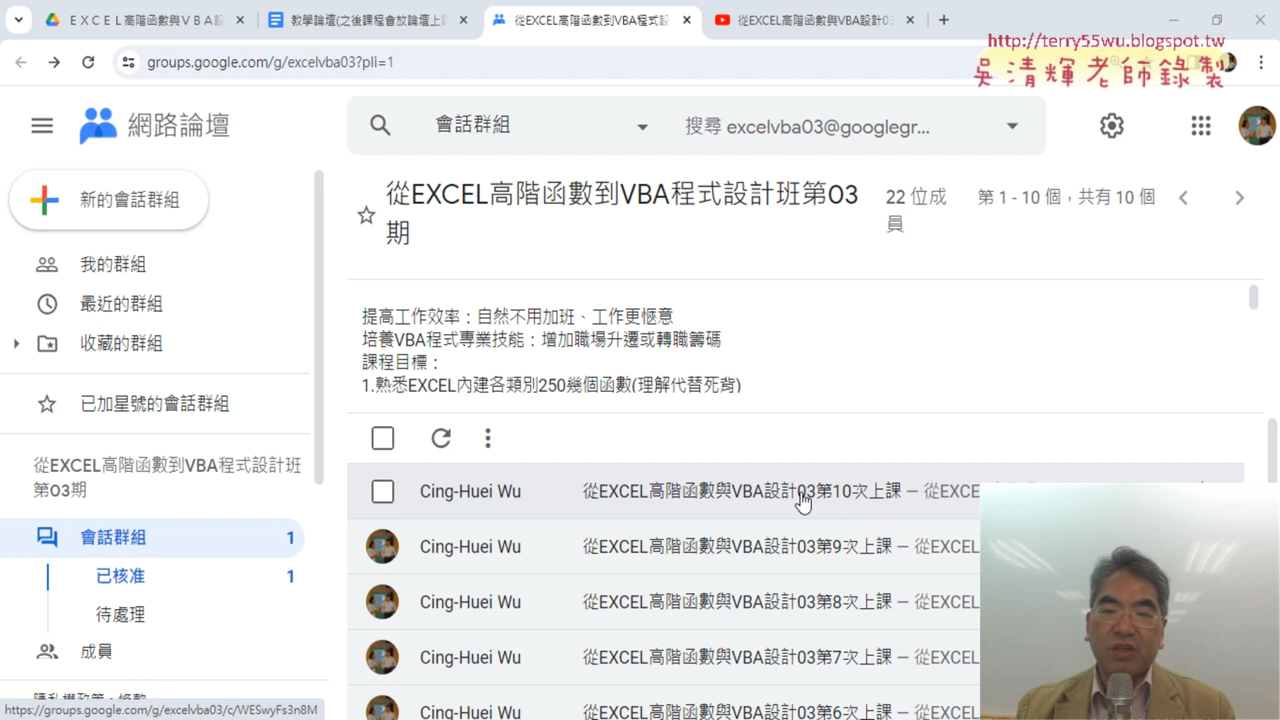 ＥＸＣＥＬ高階函數與ＶＢＡ設
教學論壇(之後課程會放論壇上課
從EXCEL高階函數到VBA程式設
從EXCEL高階函數與VBA設計03
groups.google.com/g/excelvba03?pli=1
http://terry55wu.blogspot.tw
吳清輝老師錄製
網路論壇
會話群組
搜尋 excelvba03@googlegr...
新的會話群組
我的群組
最近的群組
收藏的群組
已加星號的會話群組
從EXCEL高階函數到VBA程式設計班
第03期
會話群組 1
已核准 1
待處理
成員
隱私權政策・條款
從EXCEL高階函數到VBA程式設計班第03
期
22 位成
員
第 1 - 10 個，共有 10 個
提高工作效率：自然不用加班、工作更愜意
培養VBA程式專業技能：增加職場升遷或轉職籌碼
課程目標：
1.熟悉EXCEL內建各類別250幾個函數(理解代替死背)
Cing-Huei Wu 從EXCEL高階函數與VBA設計03第10次上課 — 從EXCE
Cing-Huei Wu 從EXCEL高階函數與VBA設計03第9次上課 — 從EXCEL
Cing-Huei Wu 從EXCEL高階函數與VBA設計03第8次上課 — 從EXCEL
Cing-Huei Wu 從EXCEL高階函數與VBA設計03第7次上課 — 從EXCEL
Cing-Huei Wu 從EXCEL高階函數與VBA設計03第6次上課 — 從EXCEL
https://groups.google.com/g/excelvba03/c/WESwyFs3n8M